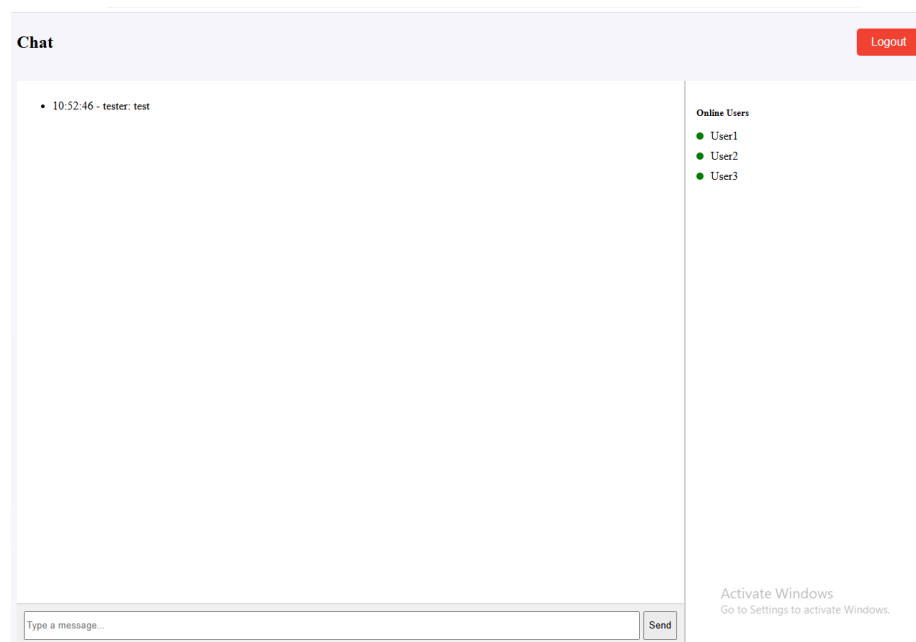 Chat
Logout
10:52:46 - tester: test
Online Users
User1
User2
User3
Activate Windows
Go to Settings to activate Windows.
Type a message...
Send